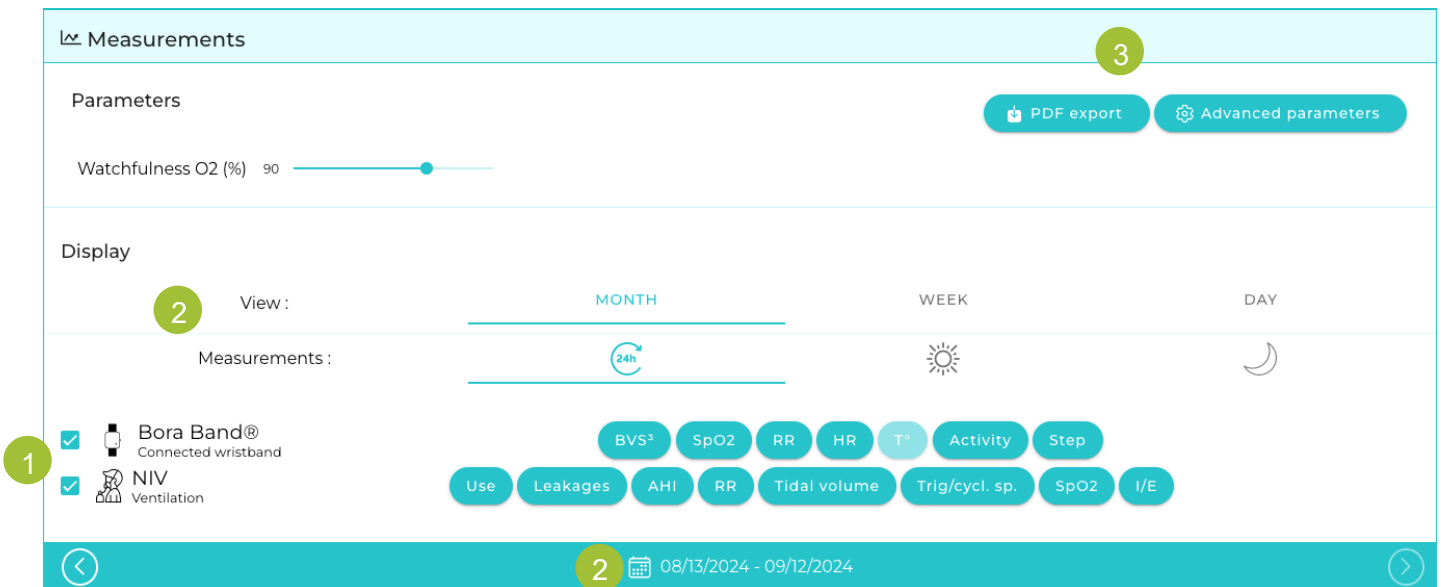 Measurements
3
Parameters
PDF export Advanced parameters
Watchfulness O2 (%) 90
Display
2 View : MONTH WEEK DAY
Measurements : 24h
1
Bora Band®
Connected wristband
BVS³ SpO2 RR HR T° Activity Step
NIV
Ventilation
Use Leakages AHI RR Tidal volume Trig/cycl. sp. SpO2 I/E
2 08/13/2024 - 09/12/2024